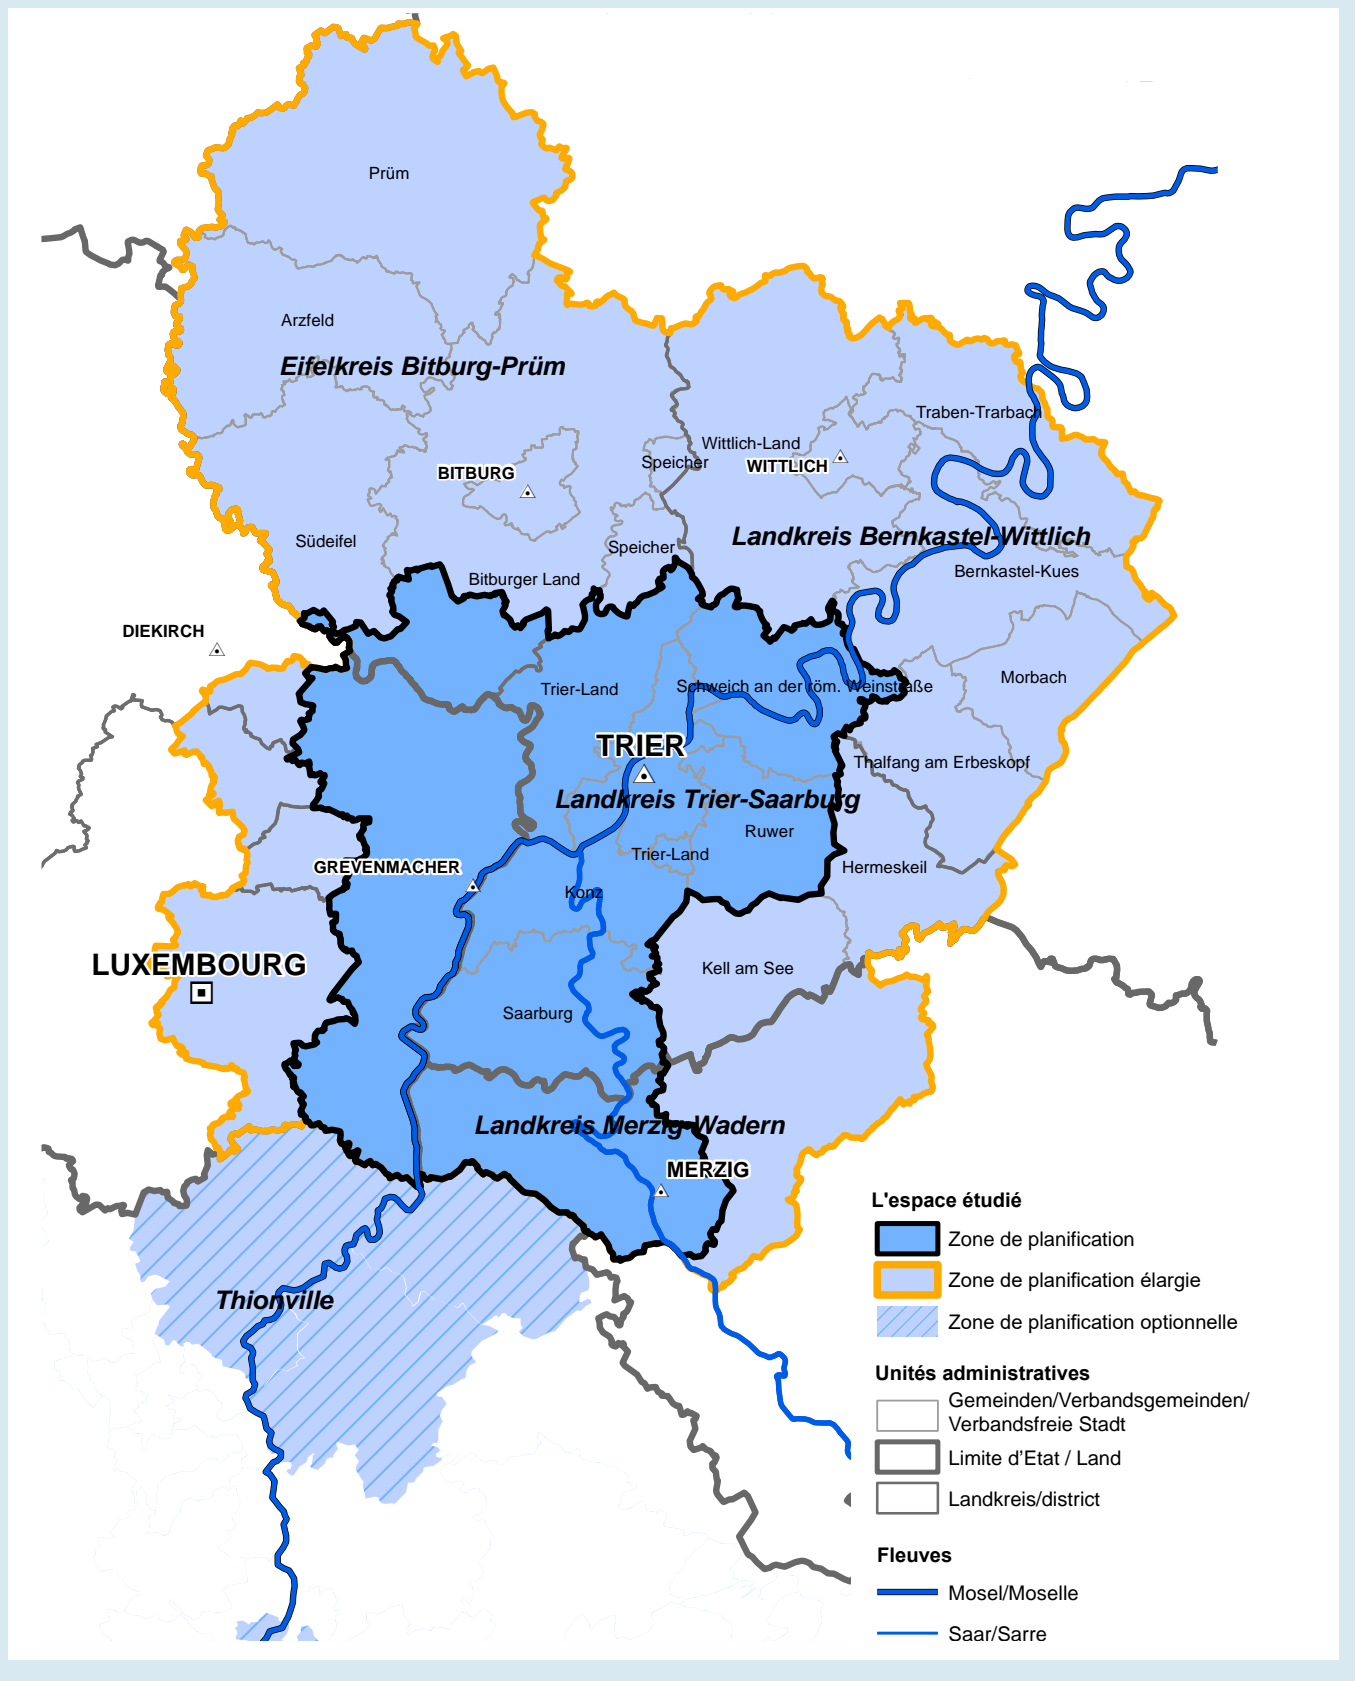 Prüm
Arzfeld
Eifelkreis Bitburg-Prüm
Traben-Trarbach
Wittlich-Land
Speicher
WITTLICH
BITBURG
Landkreis Bernkastel-Wittlich
Südeifel
Speicher
Bernkastel-Kues
Bitburger Land
DIEKIRCH
Morbach
Trier-Land
Schweich an der röm. Weinstraße
TRIER
Thalfang am Erbeskopf
Landkreis Trier-Saarburg
Ruwer
Trier-Land
GREVENMACHER
Hermeskeil
Konz
LUXEMBOURG
Kell am See
Saarburg
Landkreis Merzig-Wadern
MERZIG
Thionville
L'espace étudié
Zone de planification
Zone de planification élargie
Zone de planification optionnelle
Unités administratives
Gemeinden/Verbandsgemeinden/
Verbandsfreie Stadt
Limite d'Etat / Land
Landkreis/district
Fleuves
Mosel/Moselle
Saar/Sarre